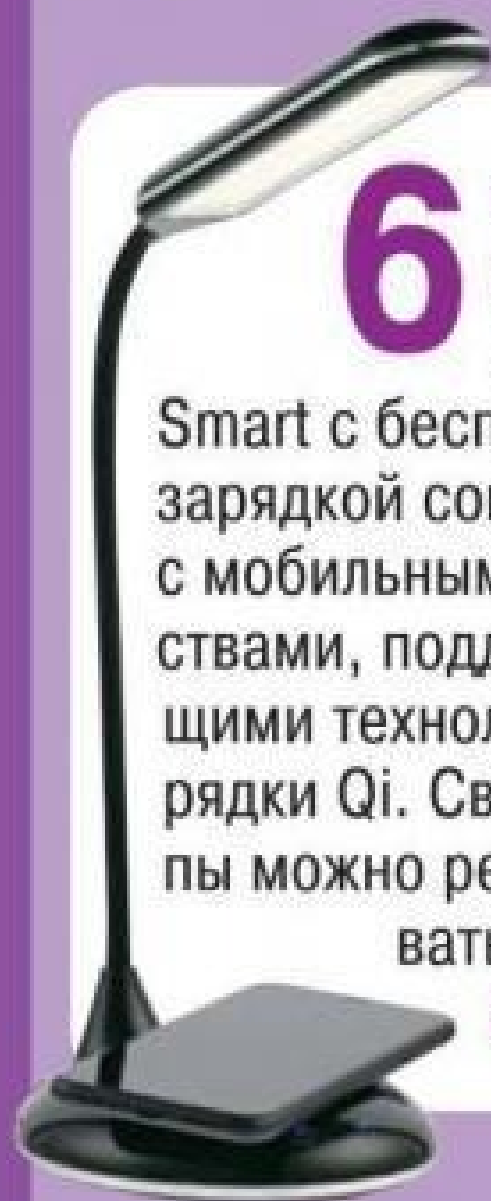 6
Smart с бесп
зарядкой со
с мобильным
ствами, подд
щими технол
рядки Qi. Св
пы можно ре
вать